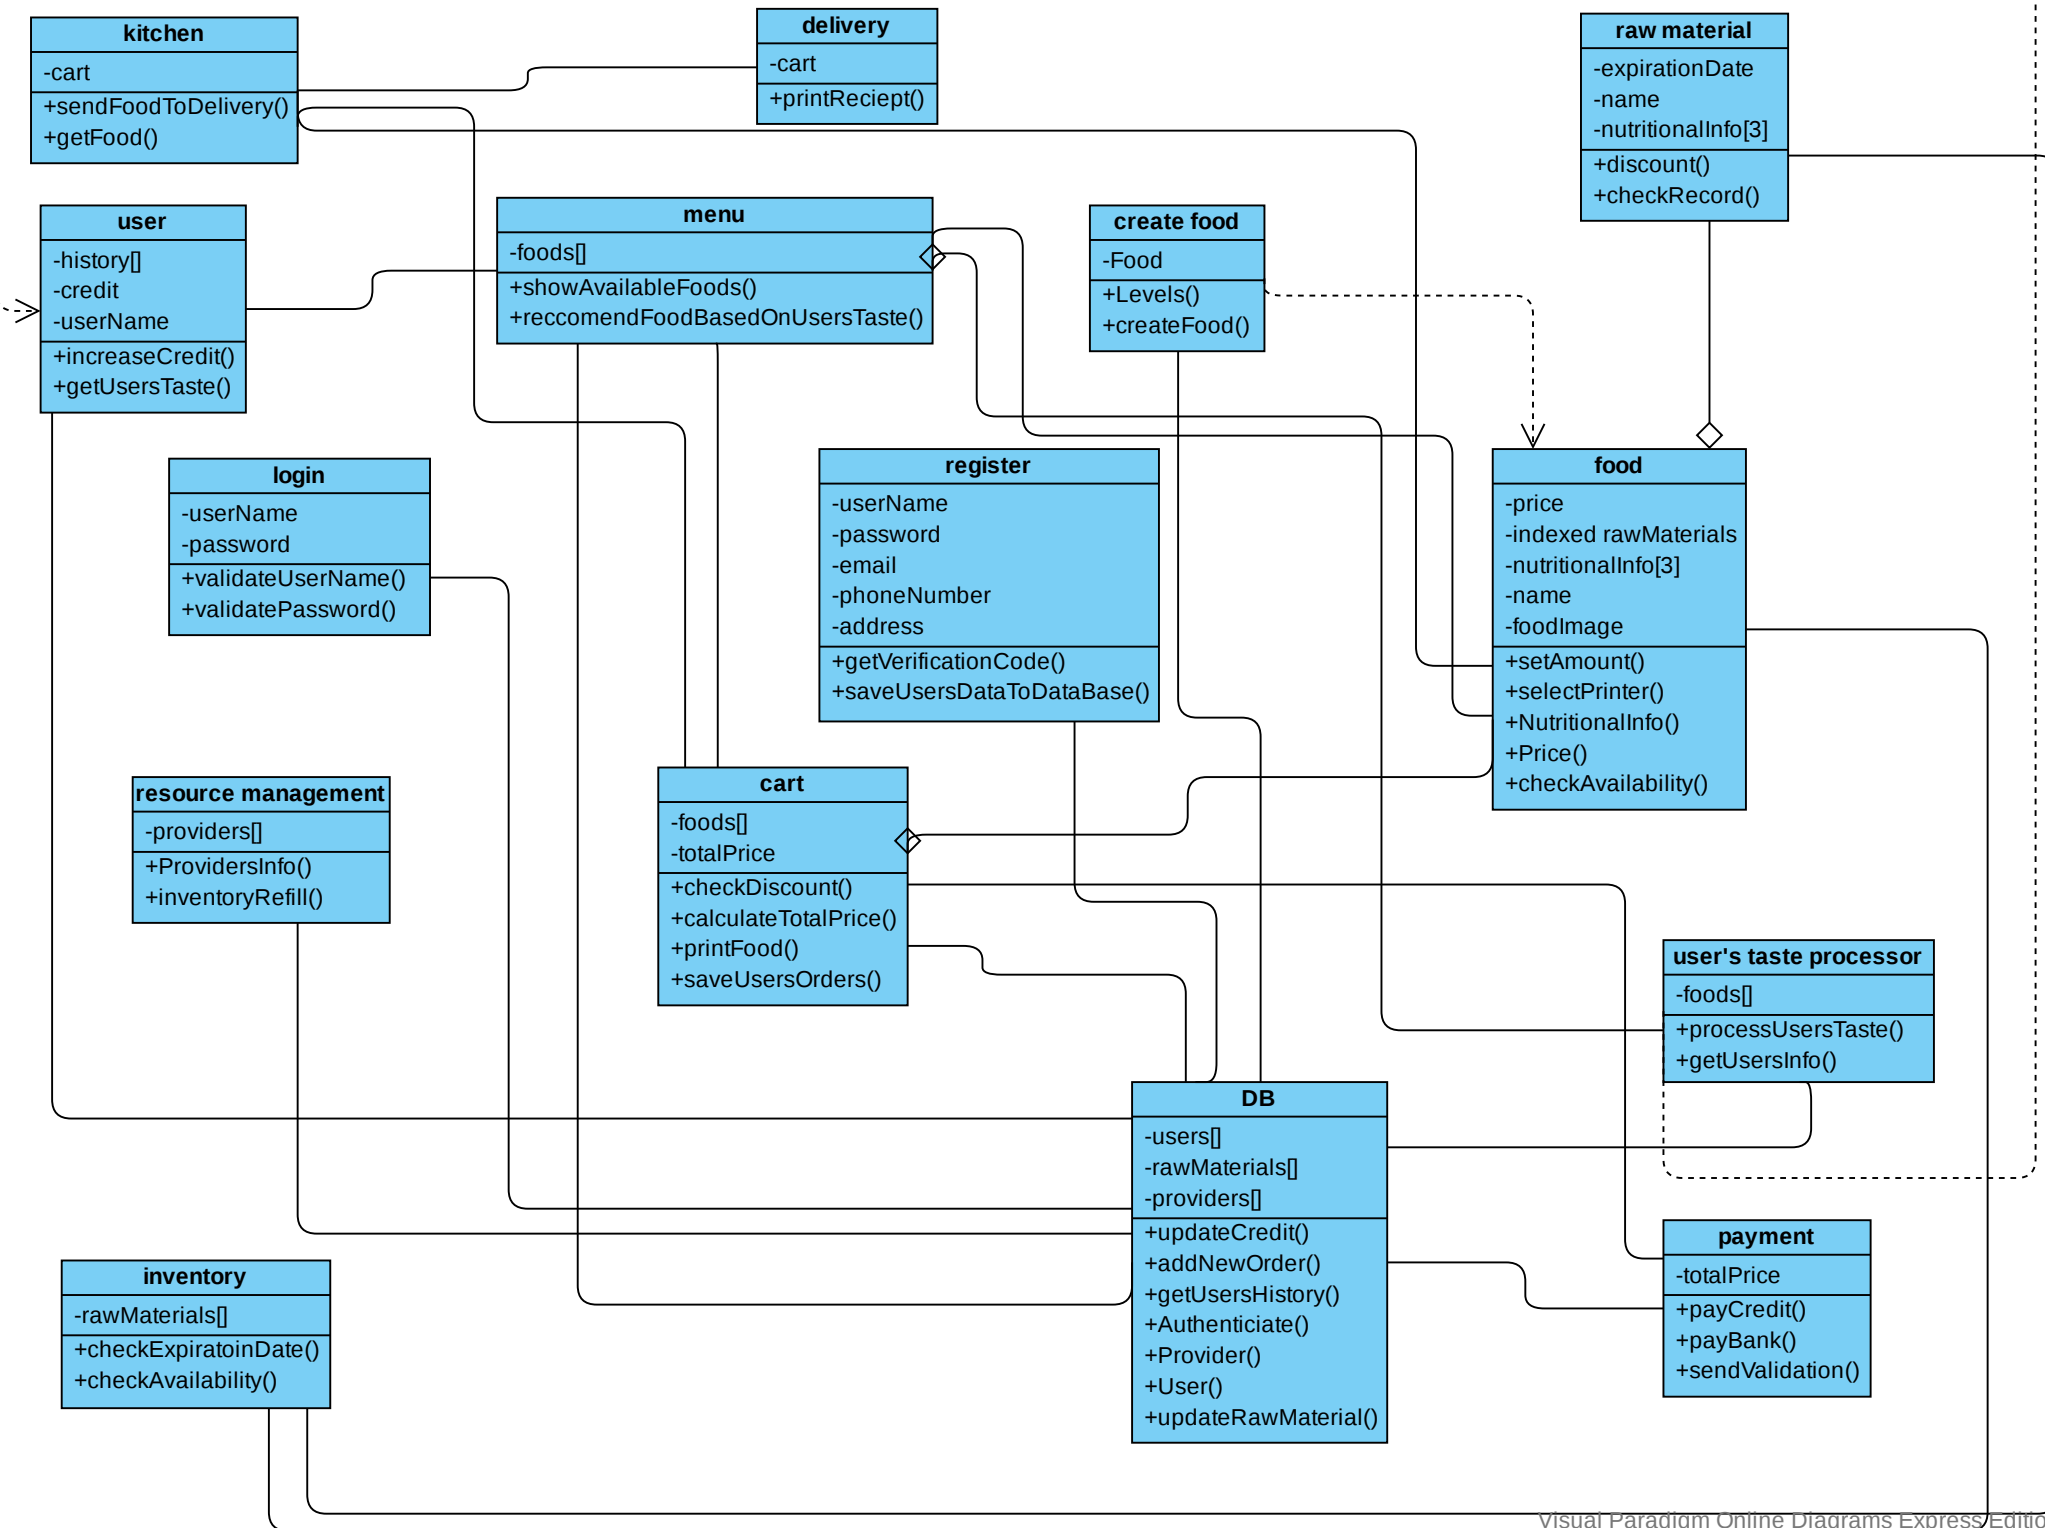 kitchen
-cart
+sendFoodToDelivery()
+getFood()
delivery
-cart
+printReciept()
raw material
-expirationDate
-name
-nutritionalInfo[3]
+discount()
+checkRecord()
user
-history[]
-credit
-userName
+increaseCredit()
+getUsersTaste()
menu
-foods[]
+showAvailableFoods()
+reccomendFoodBasedOnUsersTaste()
create food
-Food
+Levels()
+createFood()
login
-userName
-password
+validateUserName()
+validatePassword()
register
-userName
-password
-email
-phoneNumber
-address
+getVerificationCode()
+saveUsersDataToDataBase()
food
-price
-indexed rawMaterials
-nutritionalInfo[3]
-name
-foodImage
+setAmount()
+selectPrinter()
+NutritionalInfo()
+Price()
+checkAvailability()
resource management
-providers[]
+ProvidersInfo()
+inventoryRefill()
cart
-foods[]
-totalPrice
+checkDiscount()
+calculateTotalPrice()
+printFood()
+saveUsersOrders()
user's taste processor
-foods[]
+processUsersTaste()
+getUsersInfo()
DB
-users[]
-rawMaterials[]
-providers[]
+updateCredit()
+addNewOrder()
+getUsersHistory()
+Authenticiate()
+Provider()
+User()
+updateRawMaterial()
payment
-totalPrice
+payCredit()
+payBank()
+sendValidation()
inventory
-rawMaterials[]
+checkExpiratoinDate()
+checkAvailability()
Visual Paradigm Online Diagrams Express Editio